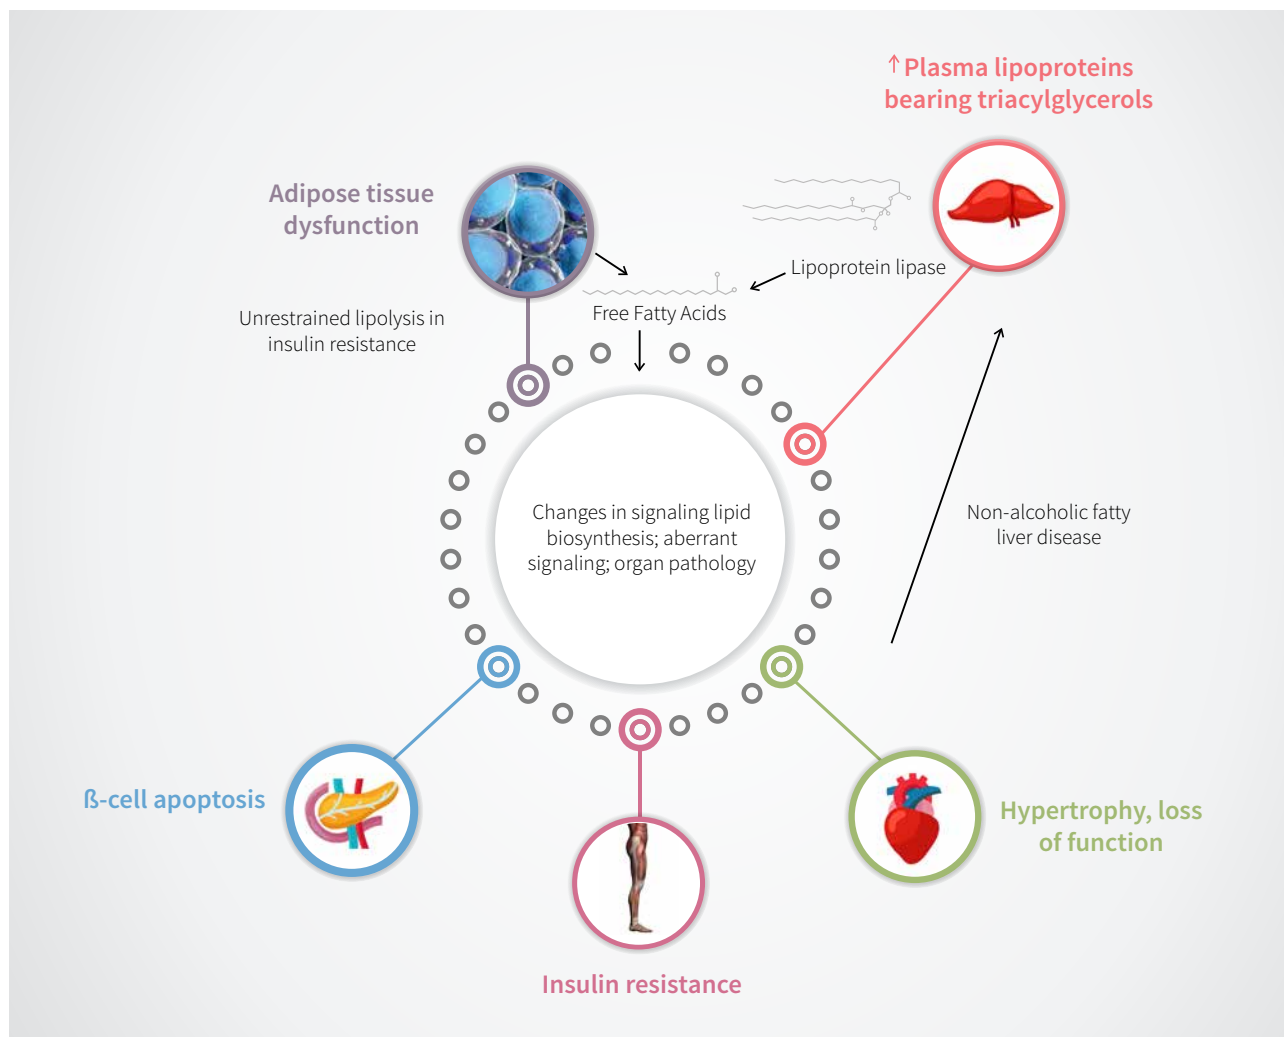 ↑Plasma lipoproteins
bearing triacylglycerols
Adipose tissue
dysfunction
Lipoprotein lipase
Free Fatty Acids
Unrestrained lipolysis in
insulin resistance
Changes in signaling lipid
biosynthesis; aberrant
signaling; organ pathology
Non-alcoholic fatty
liver disease
ß-cell apoptosis
Hypertrophy, loss
of function
Insulin resistance